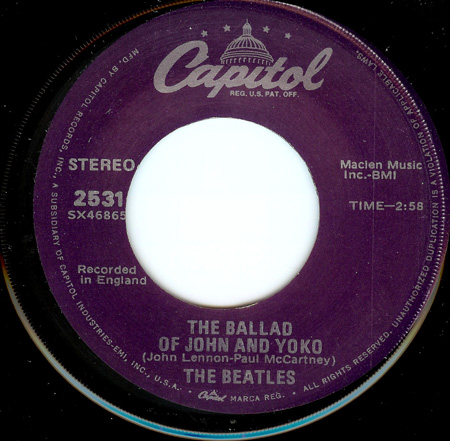 Capitol
REG. U.S. PAT. OFF.
STEREO
2531
SX46865
Recorded
in England
Maclen Music
Inc.-BMI
TIME—2:58
THE BALLAD
OF JOHN AND YOKO
(John Lennon-Paul McCartney)
THE BEATLES
MFD. BY CAPITOL RECORDS, INC., A SUBSIDIARY OF CAPITOL INDUSTRIES-EMI, INC., U.S.A. • Capitol MARCA REG. • ALL RIGHTS RESERVED. UNAUTHORIZED DUPLICATION IS A VIOLATION OF APPLICABLE LAWS.